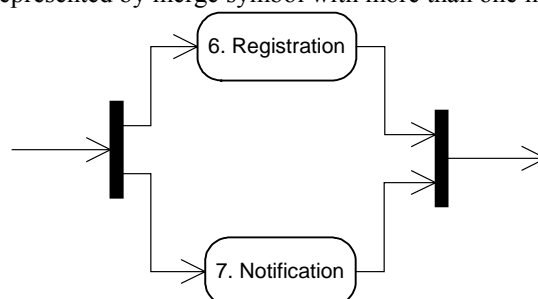 represented by merge symbol with more than one
6. Registration
7. Notification